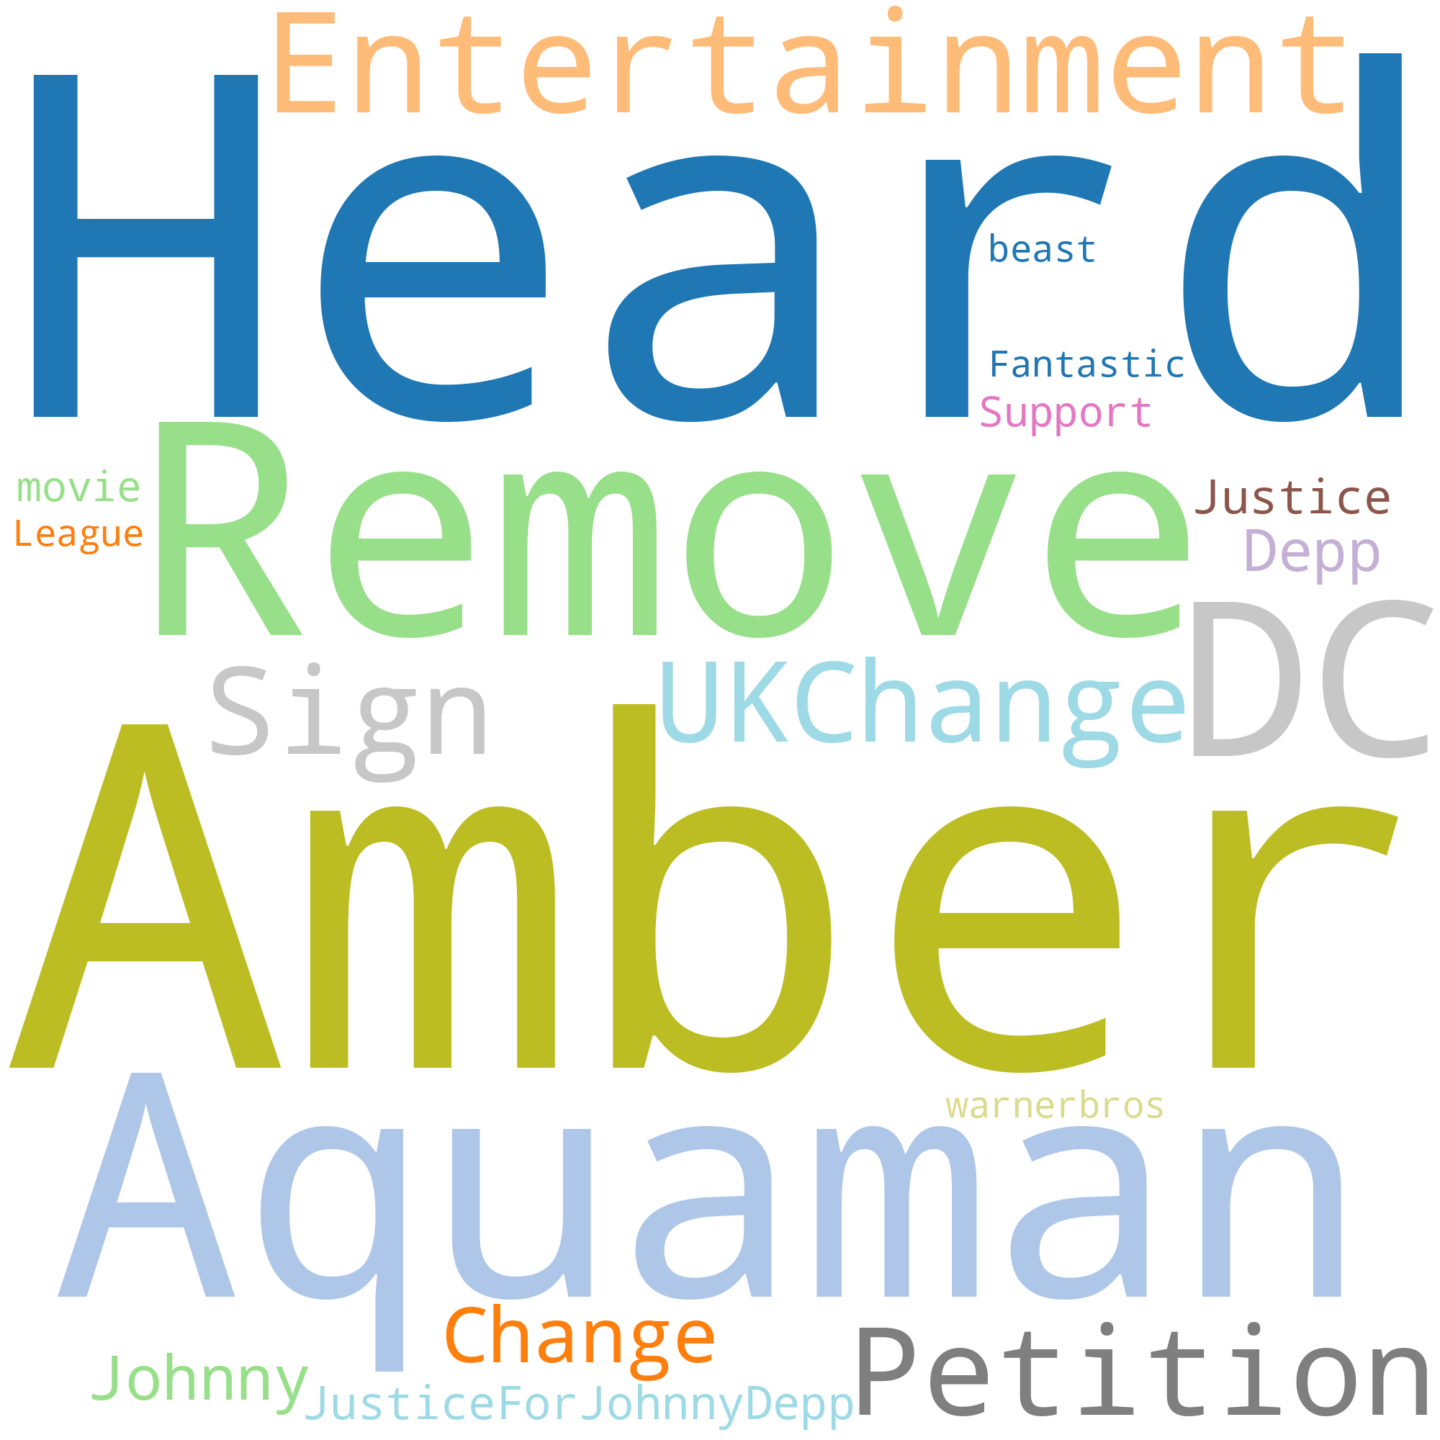 Entertainment
Heard
beast
Fantastic
Support
Remove
movie
League
Justice
Depp
DC
Sign
UKChange
Amber
Aquaman
warnerbros
Change
Petition
Johnny
JusticeForJohnnyDepp